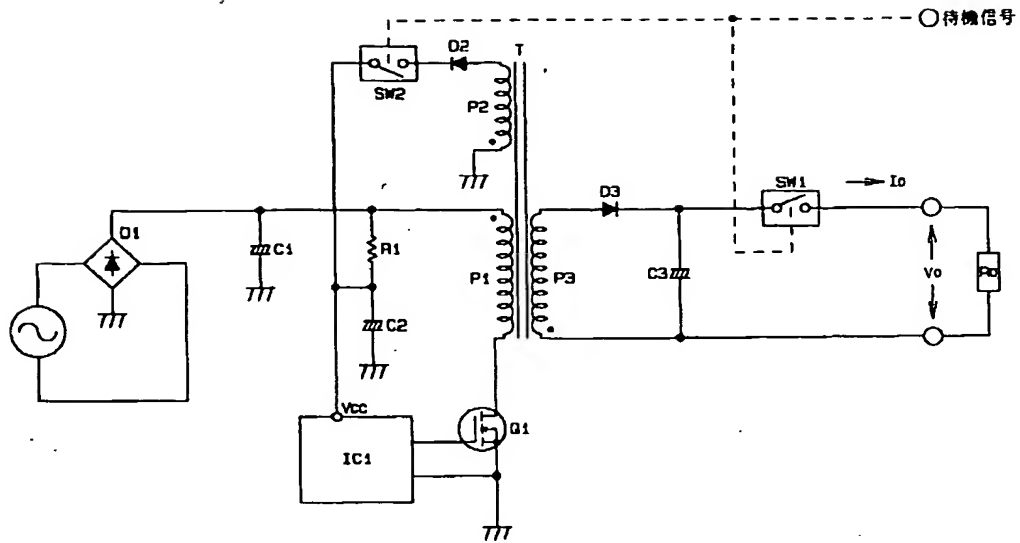 待機信号
D2
T
SW2
P2
D3
SW1
Io
D1
C1
R1
P1
P3
C3
Vo
Ro
C2
VCC
Q1
IC1